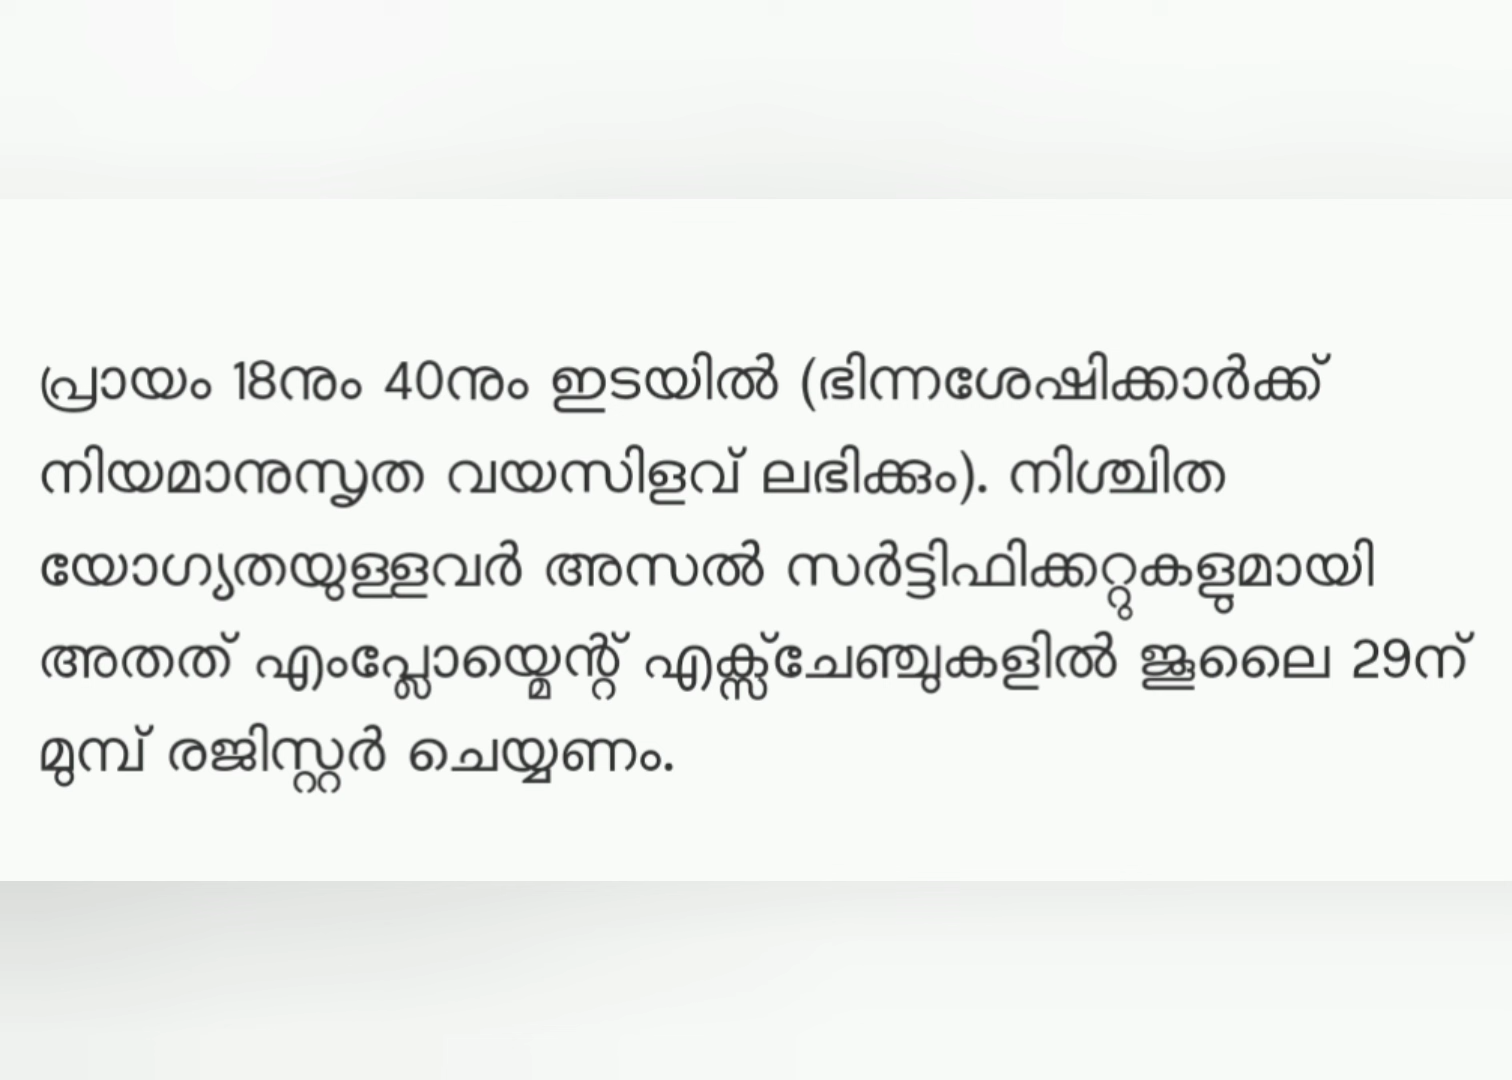 പ്രായം 18നും 40നും ഇടയിൽ (ഭിന്നശേഷിക്കാർക്ക്
നിയമാനുസൃത വയസിളവ് ലഭിക്കും). നിശ്ചിത
യോഗ്യതയുള്ളവർ അസൽ സർട്ടിഫിക്കറ്റുകളുമായി
അതത് എംപ്ലോയ്മെന്റ് എക്സ്ചേഞ്ചുകളിൽ ജൂലൈ 29ന്
മുമ്പ് രജിസ്റ്റർ ചെയ്യണം.